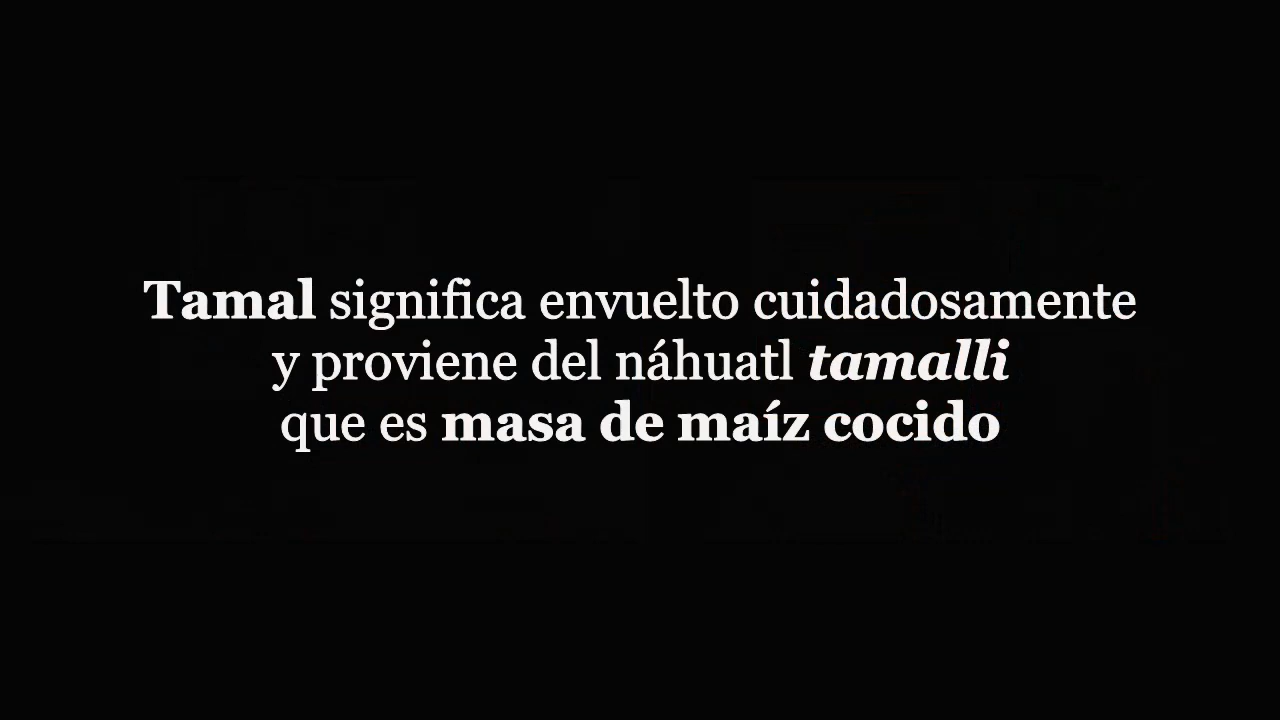 Tamal significa envuelto cuidadosamente
y proviene del náhuatl tamalli
que es masa de maíz cocido